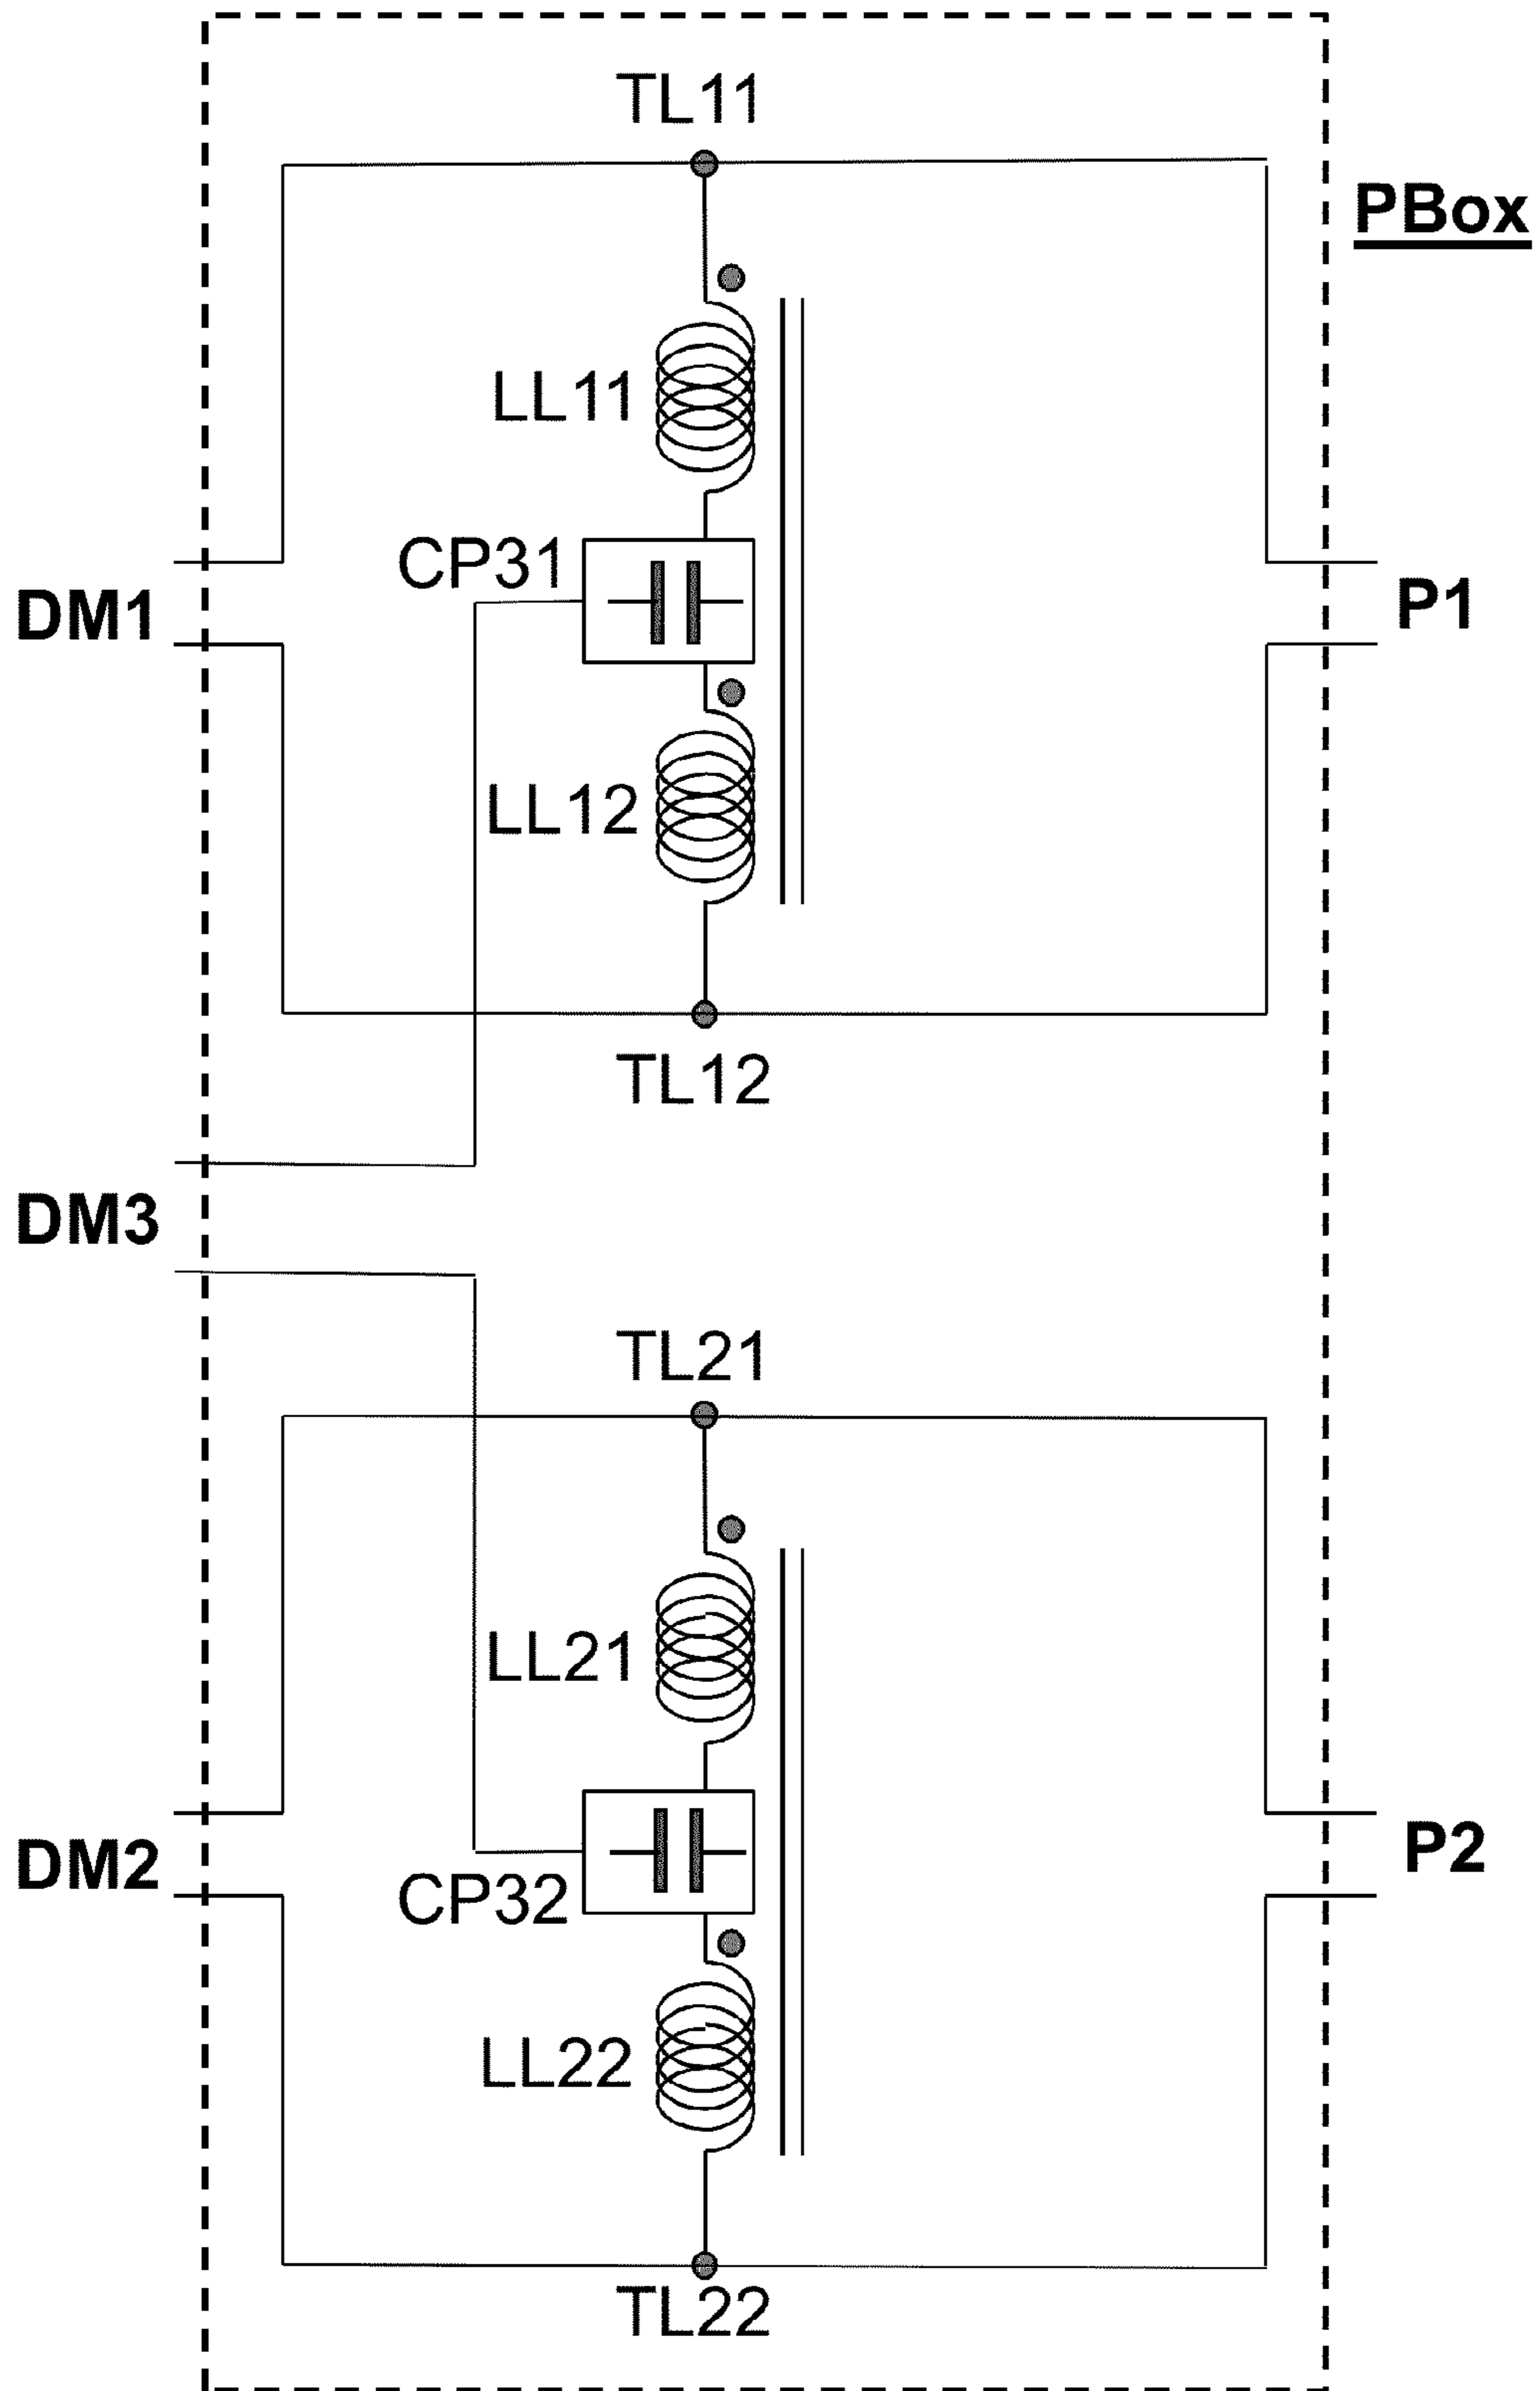 TL11
PBox
LL11
CP31
DM1
P1
LL12
TL12
DM3
TL21
LL21
DM2
P2
CP32
LL22
TL22